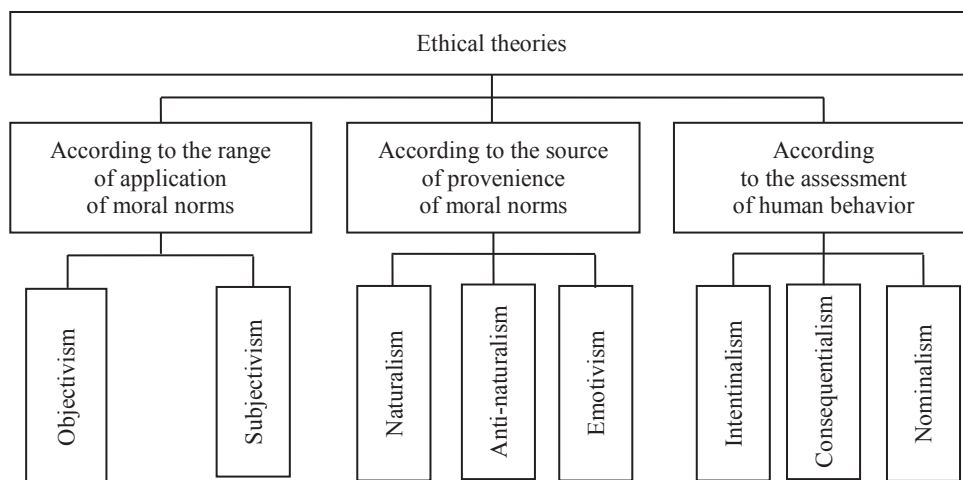 Ethical theories
According to the range
of application
of moral norms
According to the source
of provenience
of moral norms
According
to the assessment
of human behavior
Objectivism
Subjectivism
Naturalism
Anti-naturalism
Emotivism
Intentinalism
Consequentialism
Nominalism